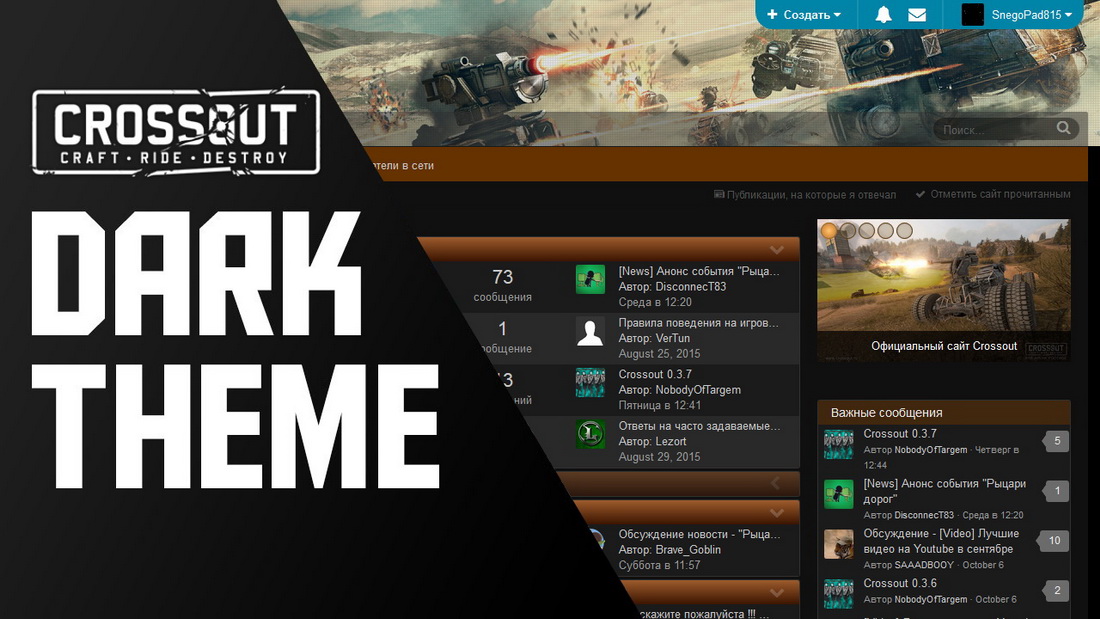 + Создать
SnegoPad815
CROSSOUT
CRAFT · RIDE · DESTROY
DARK
THEME
Поиск...
в сети
Публикации, на которые я отвечал
Отметить сайт прочитанным
73
сообщения
[News] Анонс события "Рыца...
Автор: DisconnecT83
Среда в 12:20
1
Правила поведения на игров...
Автор: VerTun
August 25, 2015
Crossout 0.3.7
Автор: NobodyOfTargem
Пятница в 12:41
Ответы на часто задаваемые...
Автор: Lezort
August 29, 2015
Обсуждение новости - "Рыца...
Автор: Brave_Goblin
Суббота в 11:57
скажите пожалуйста !!! ...
Официальный сайт Crossout
CROSSOUT
Важные сообщения
Crossout 0.3.7
Автор NobodyOfTargem · Четверг в
12:44
5
[News] Анонс события "Рыцари
дорог"
Автор DisconnecT83 · Среда в 12:20
1
Обсуждение - [Video] Лучшие
видео на Youtube в сентябре
Автор SAAADBOOY · October 6
10
Crossout 0.3.6
Автор NobodyOfTargem · October 6
2